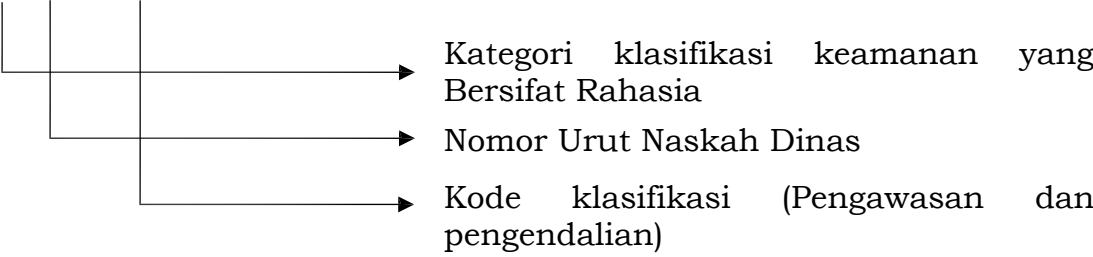 Kategori klasifikasi keamanan yang
Bersifat Rahasia
Nomor Urut Naskah Dinas
Kode klasifikasi (Pengawasan dan
pengendalian)